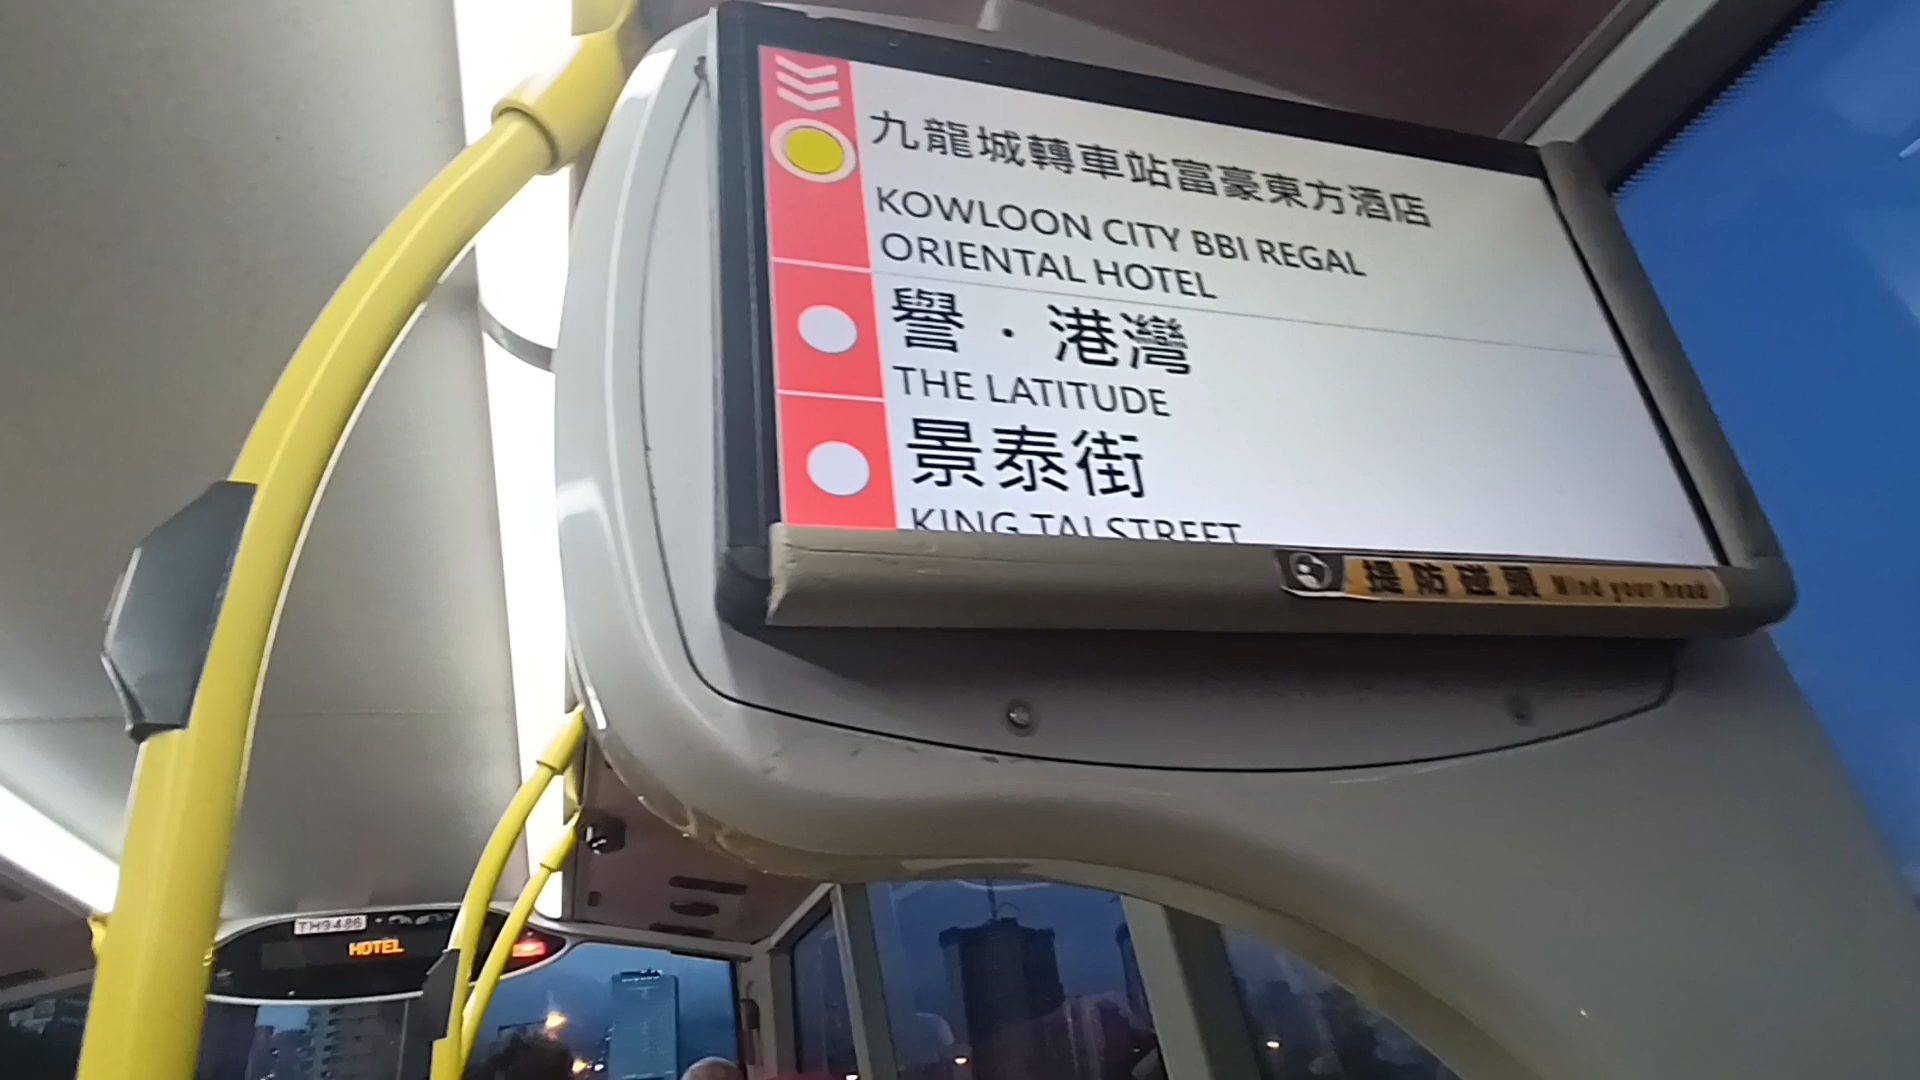 九龍城轉車站富豪東方酒店
KOWLOON CITY BBI REGAL
ORIENTAL HOTEL
譽·港灣
THE LATITUDE
景泰街
KING TAI STREET
提防碰頭 Mind your head
TH9486
HOTEL